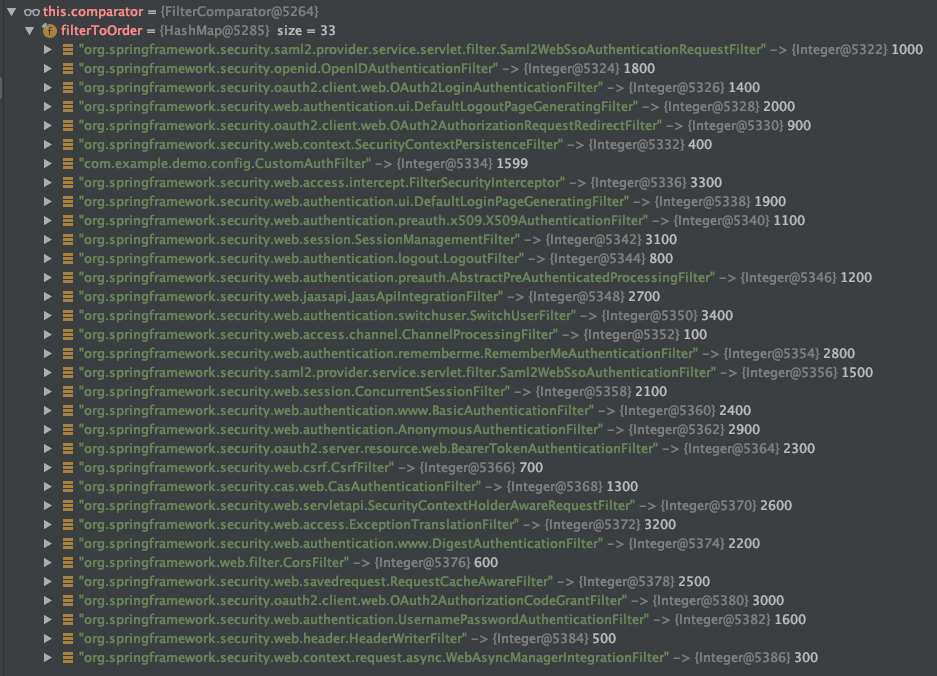 this.comparator = {FilterComparator@5264}
f filterToOrder = {HashMap@5285} size = 33
"org.springframework.security.saml2.provider.service.servlet.filter.Saml2WebSsoAuthenticationRequestFilter" -> {Integer@5322} 1000
"org.springframework.security.openid.OpenIDAuthenticationFilter" -> {Integer@5324} 1800
"org.springframework.security.oauth2.client.web.OAuth2LoginAuthenticationFilter" -> {Integer@5326} 1400
"org.springframework.security.web.authentication.ui.DefaultLogoutPageGeneratingFilter" -> {Integer@5328} 2000
"org.springframework.security.oauth2.client.web.OAuth2AuthorizationRequestRedirectFilter" -> {Integer@5330} 900
"org.springframework.security.web.context.SecurityContextPersistenceFilter" -> {Integer@5332} 400
"com.example.demo.config.CustomAuthFilter" -> {Integer@5334} 1599
"org.springframework.security.web.access.intercept.FilterSecurityInterceptor" -> {Integer@5336} 3300
"org.springframework.security.web.authentication.ui.DefaultLoginPageGeneratingFilter" -> {Integer@5338} 1900
"org.springframework.security.web.authentication.preauth.x509.X509AuthenticationFilter" -> {Integer@5340} 1100
"org.springframework.security.web.session.SessionManagementFilter" -> {Integer@5342} 3100
"org.springframework.security.web.authentication.logout.LogoutFilter" -> {Integer@5344} 800
"org.springframework.security.web.authentication.preauth.AbstractPreAuthenticatedProcessingFilter" -> {Integer@5346} 1200
"org.springframework.security.web.jaasapi.JaasApiIntegrationFilter" -> {Integer@5348} 2700
"org.springframework.security.web.authentication.switchuser.SwitchUserFilter" -> {Integer@5350} 3400
"org.springframework.security.web.access.channel.ChannelProcessingFilter" -> {Integer@5352} 100
"org.springframework.security.web.authentication.rememberme.RememberMeAuthenticationFilter" -> {Integer@5354} 2800
"org.springframework.security.saml2.provider.service.servlet.filter.Saml2WebSsoAuthenticationFilter" -> {Integer@5356} 1500
"org.springframework.security.web.session.ConcurrentSessionFilter" -> {Integer@5358} 2100
"org.springframework.security.web.authentication.www.BasicAuthenticationFilter" -> {Integer@5360} 2400
"org.springframework.security.web.authentication.AnonymousAuthenticationFilter" -> {Integer@5362} 2900
"org.springframework.security.oauth2.server.resource.web.BearerTokenAuthenticationFilter" -> {Integer@5364} 2300
"org.springframework.security.web.csrf.CsrfFilter" -> {Integer@5366} 700
"org.springframework.security.cas.web.CasAuthenticationFilter" -> {Integer@5368} 1300
"org.springframework.security.web.servletapi.SecurityContextHolderAwareRequestFilter" -> {Integer@5370} 2600
"org.springframework.security.web.access.ExceptionTranslationFilter" -> {Integer@5372} 3200
"org.springframework.security.web.authentication.www.DigestAuthenticationFilter" -> {Integer@5374} 2200
"org.springframework.web.filter.CorsFilter" -> {Integer@5376} 600
"org.springframework.security.web.savedrequest.RequestCacheAwareFilter" -> {Integer@5378} 2500
"org.springframework.security.oauth2.client.web.OAuth2AuthorizationCodeGrantFilter" -> {Integer@5380} 3000
"org.springframework.security.web.authentication.UsernamePasswordAuthenticationFilter" -> {Integer@5382} 1600
"org.springframework.security.web.header.HeaderWriterFilter" -> {Integer@5384} 500
"org.springframework.security.web.context.request.async.WebAsyncManagerIntegrationFilter" -> {Integer@5386} 300